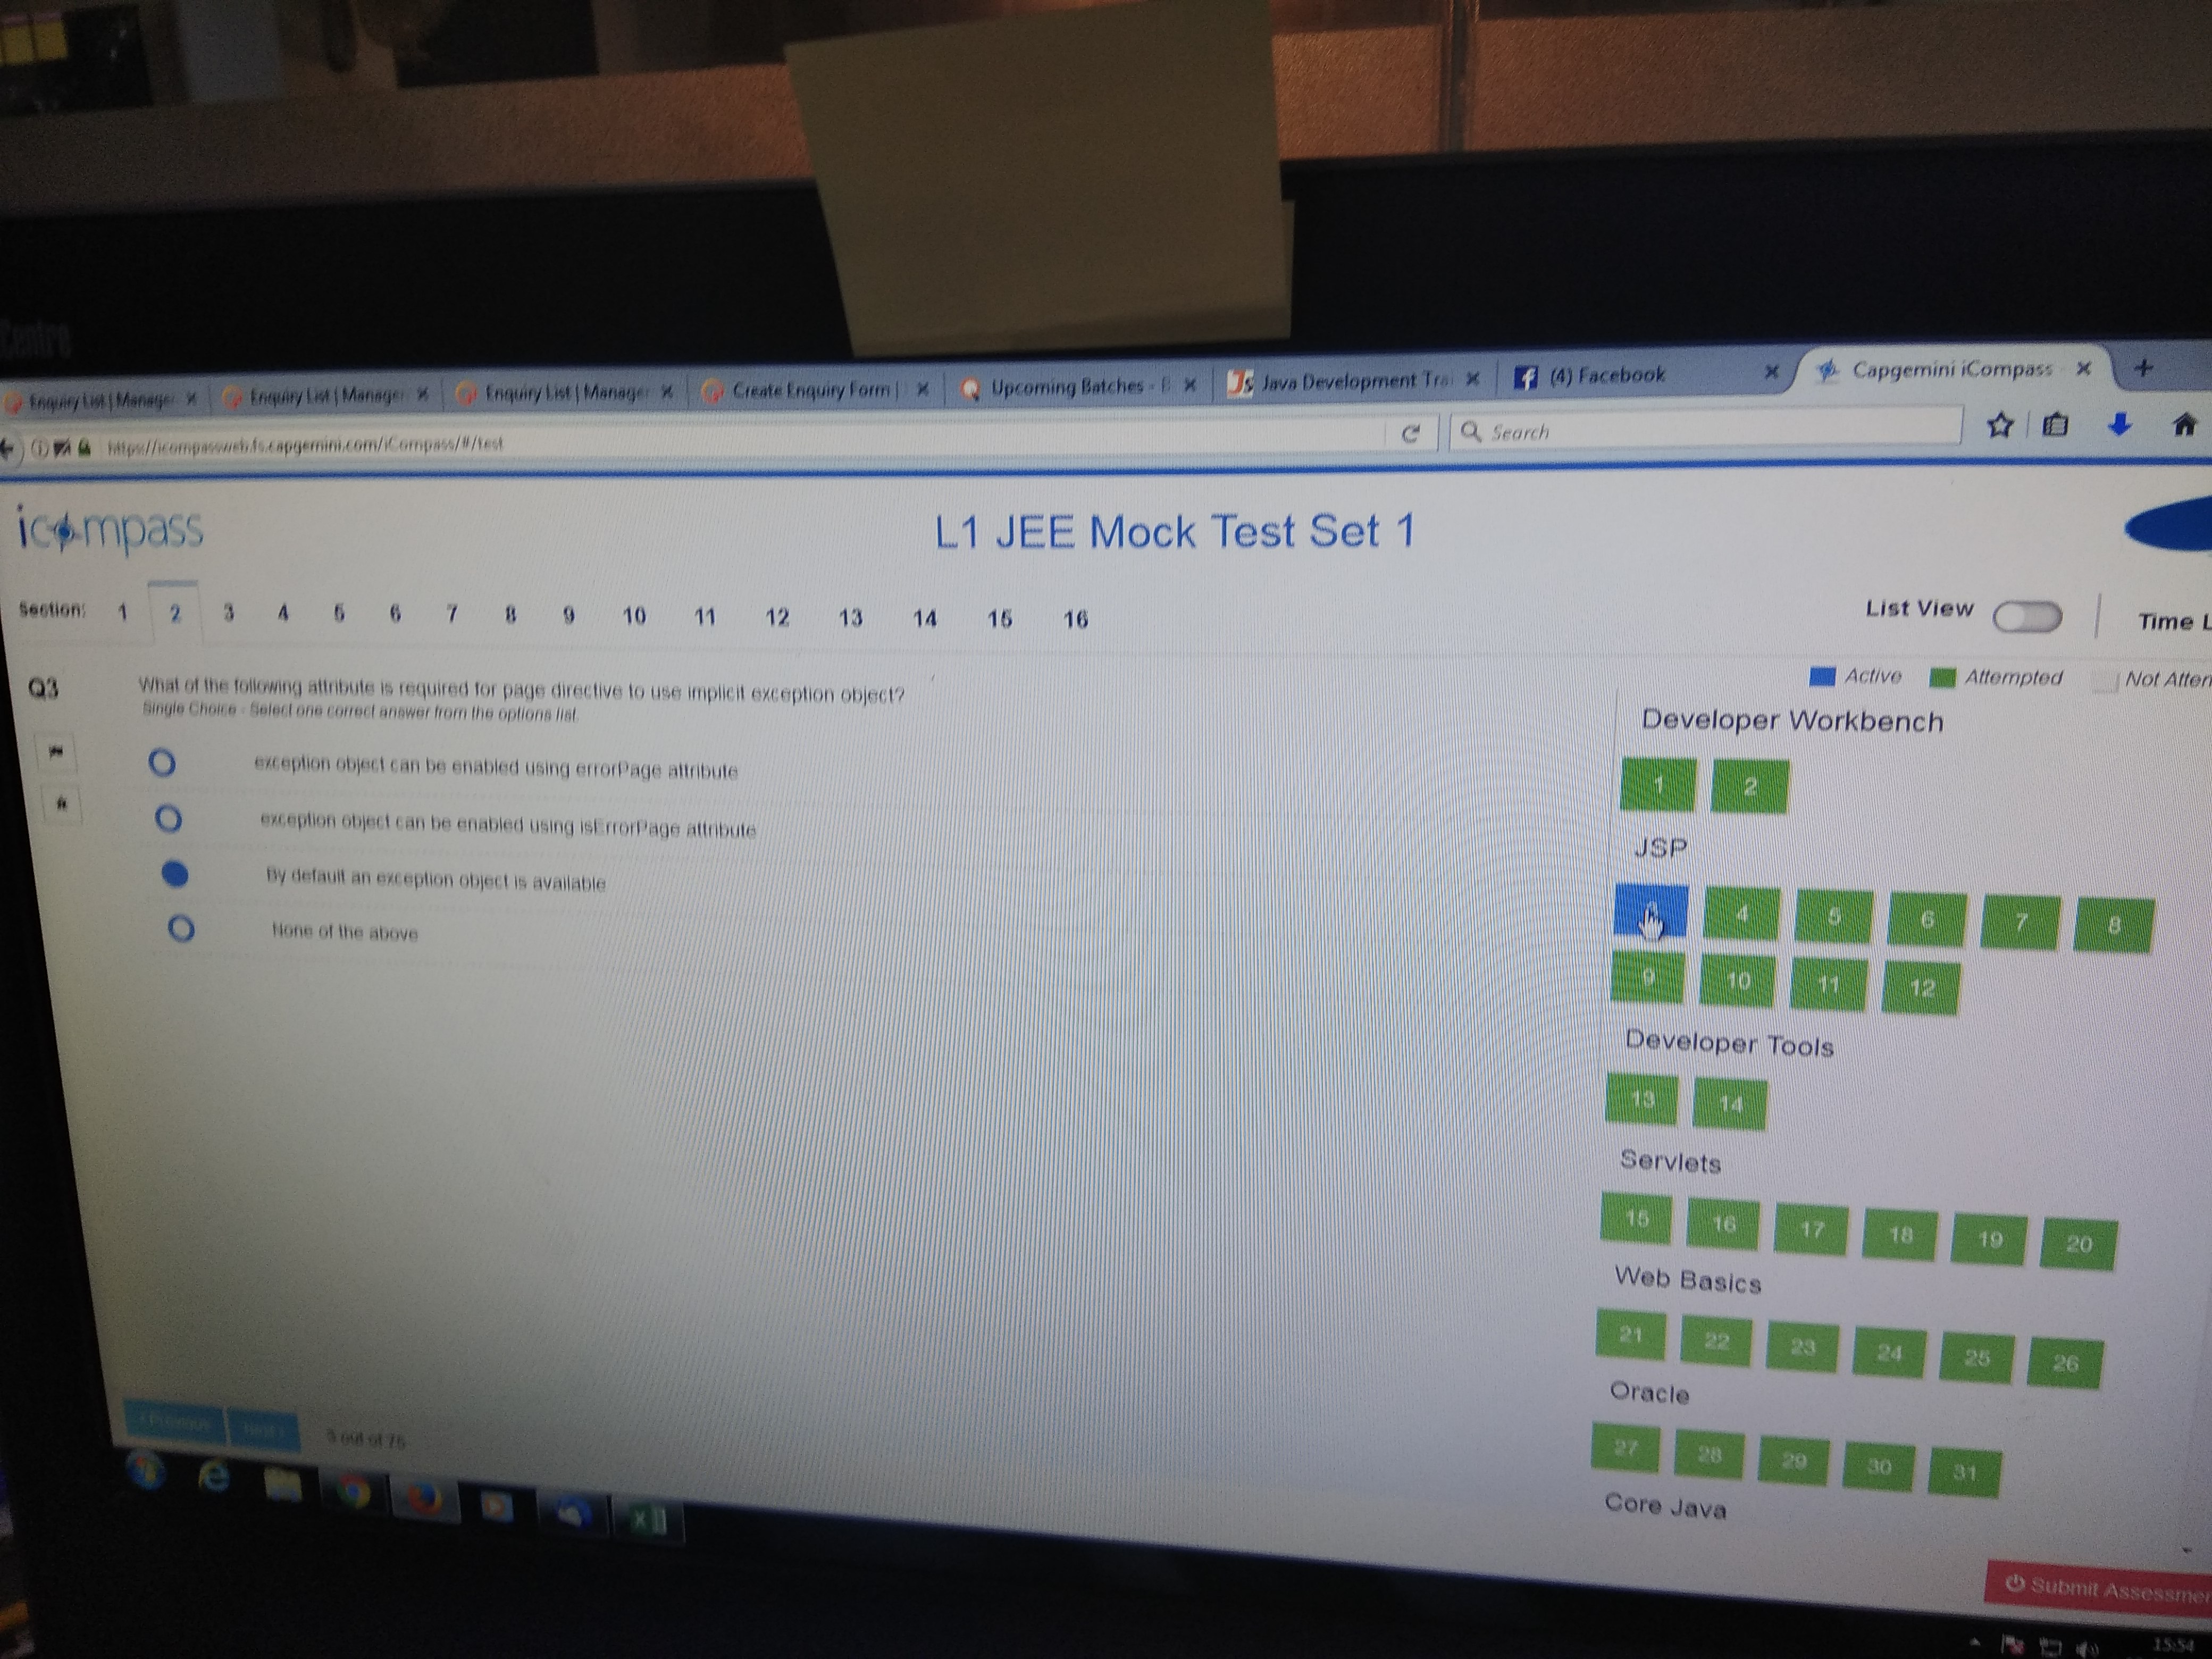 Centre
Enquiry List | Manager
Enquiry List | Manager
Enquiry List | Manager
Create Enquiry Form |
Upcoming Batches - B
Java Development Tra
(4) Facebook
Capgemini iCompass
https://icompassweb.fs.capgemini.com/iCompass/#/test
Search
icompass
L1 JEE Mock Test Set 1
Section: 1 2 3 4 5 6 7 8 9 10 11 12 13 14 15 16
List View
Time L
Active Attempted Not Atten
Q3 What of the following attribute is required for page directive to use implicit exception object?
Single Choice - Select one correct answer from the options list.
exception object can be enabled using errorPage attribute
exception object can be enabled using isErrorPage attribute
By default an exception object is available
None of the above
Developer Workbench
1 2
JSP
4 5 6 7 8
9 10 11 12
Developer Tools
13 14
Servlets
15 16 17 18 19 20
Web Basics
21 22 23 24 25 26
Oracle
27 28 29 30 31
Core Java
Previous Next
3 out of 75
Submit Assessmen
15:54